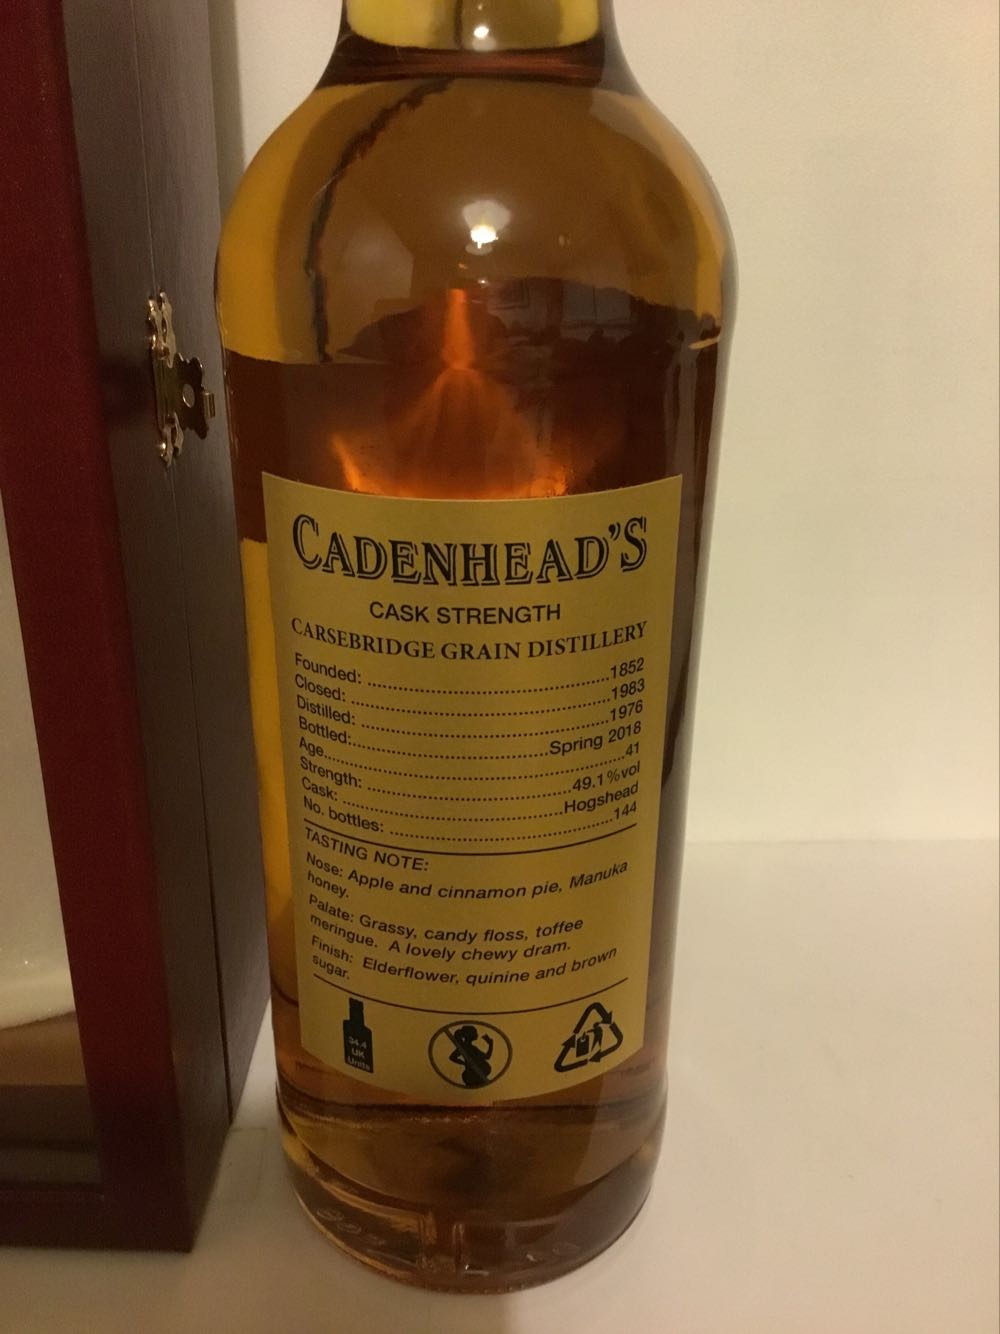 CADENHEAD'S
CASK STRENGTH
CARSEBRIDGE GRAIN DISTILLERY
Founded: ..........1852
Closed: ..........1983
Distilled: ..........1976
Bottled:..........Spring 2018
Age..........41
Strength: ..........49.1%vol
Cask: ..........Hogshead
No. bottles: ..........144
TASTING NOTE:
Nose: Apple and cinnamon pie, Manuka
honey.
Palate: Grassy, candy floss, toffee
meringue. A lovely chewy dram.
Finish: Elderflower, quinine and brown
sugar.
34.4
UK
Units